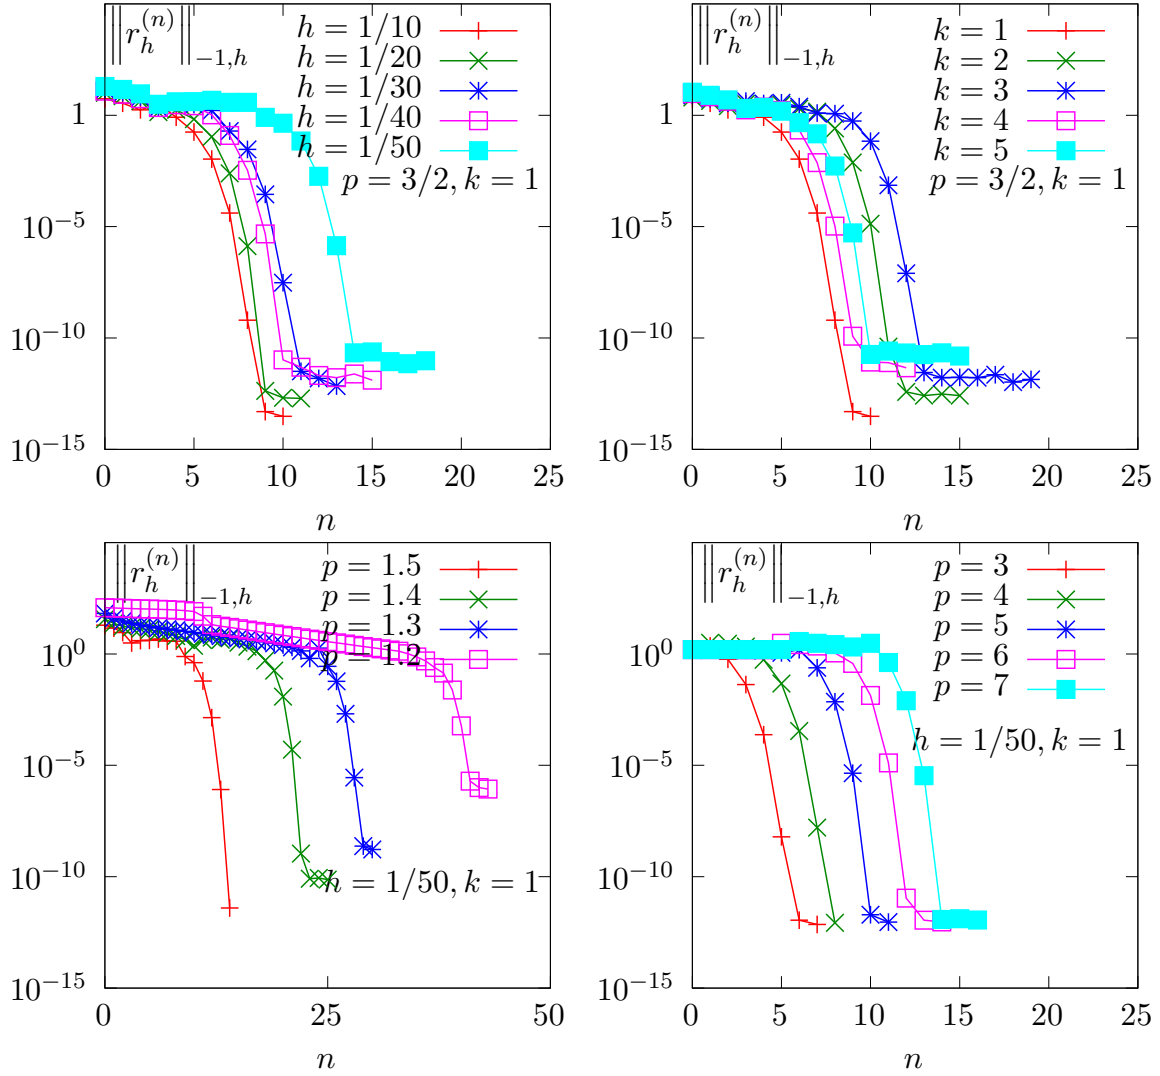 ‖r_h^{(n)}‖_{−1,h}
h = 1/10
h = 1/20
h = 1/30
h = 1/40
h = 1/50
p = 3/2, k = 1
1
10^{−5}
10^{−10}
10^{−15}
0 5 10 15 20 25
n
‖r_h^{(n)}‖_{−1,h}
k = 1
k = 2
k = 3
k = 4
k = 5
p = 3/2, k = 1
1
10^{−5}
10^{−10}
10^{−15}
0 5 10 15 20 25
n
‖r_h^{(n)}‖_{−1,h}
p = 1.5
p = 1.4
p = 1.3
p = 1.2
h = 1/50, k = 1
10^{0}
10^{−5}
10^{−10}
10^{−15}
0 25 50
n
‖r_h^{(n)}‖_{−1,h}
p = 3
p = 4
p = 5
p = 6
p = 7
h = 1/50, k = 1
10^{0}
10^{−5}
10^{−10}
10^{−15}
0 5 10 15 20 25
n